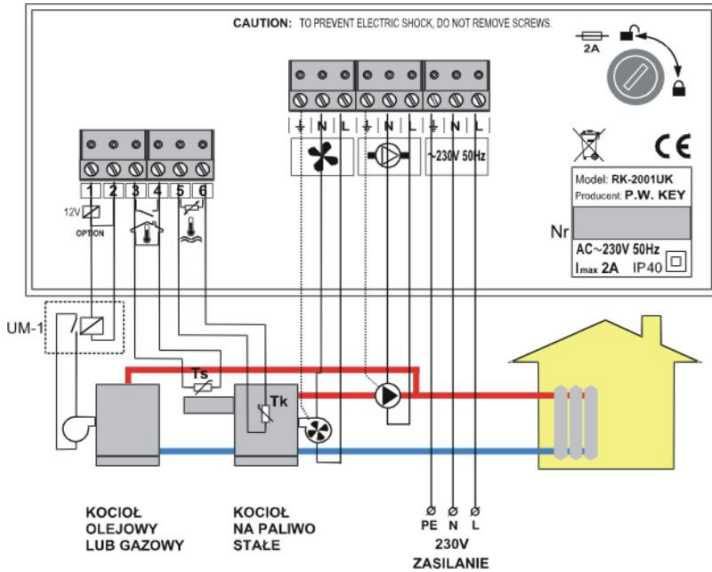 CAUTION: TO PREVENT ELECTRIC SHOCK, DO NOT REMOVE SCREWS.
2A
N L N L N L
~230V 50Hz
Model: RK-2001UK
Producent: P.W. KEY
Nr
AC~230V 50Hz
Imax 2A IP40
1 2 3 4 5 6
12V
OPTION
UM-1
Ts
Tk
KOCIOŁ
OLEJOWY
LUB GAZOWY
KOCIOŁ
NA PALIWO
STAŁE
PE N L
230V
ZASILANIE